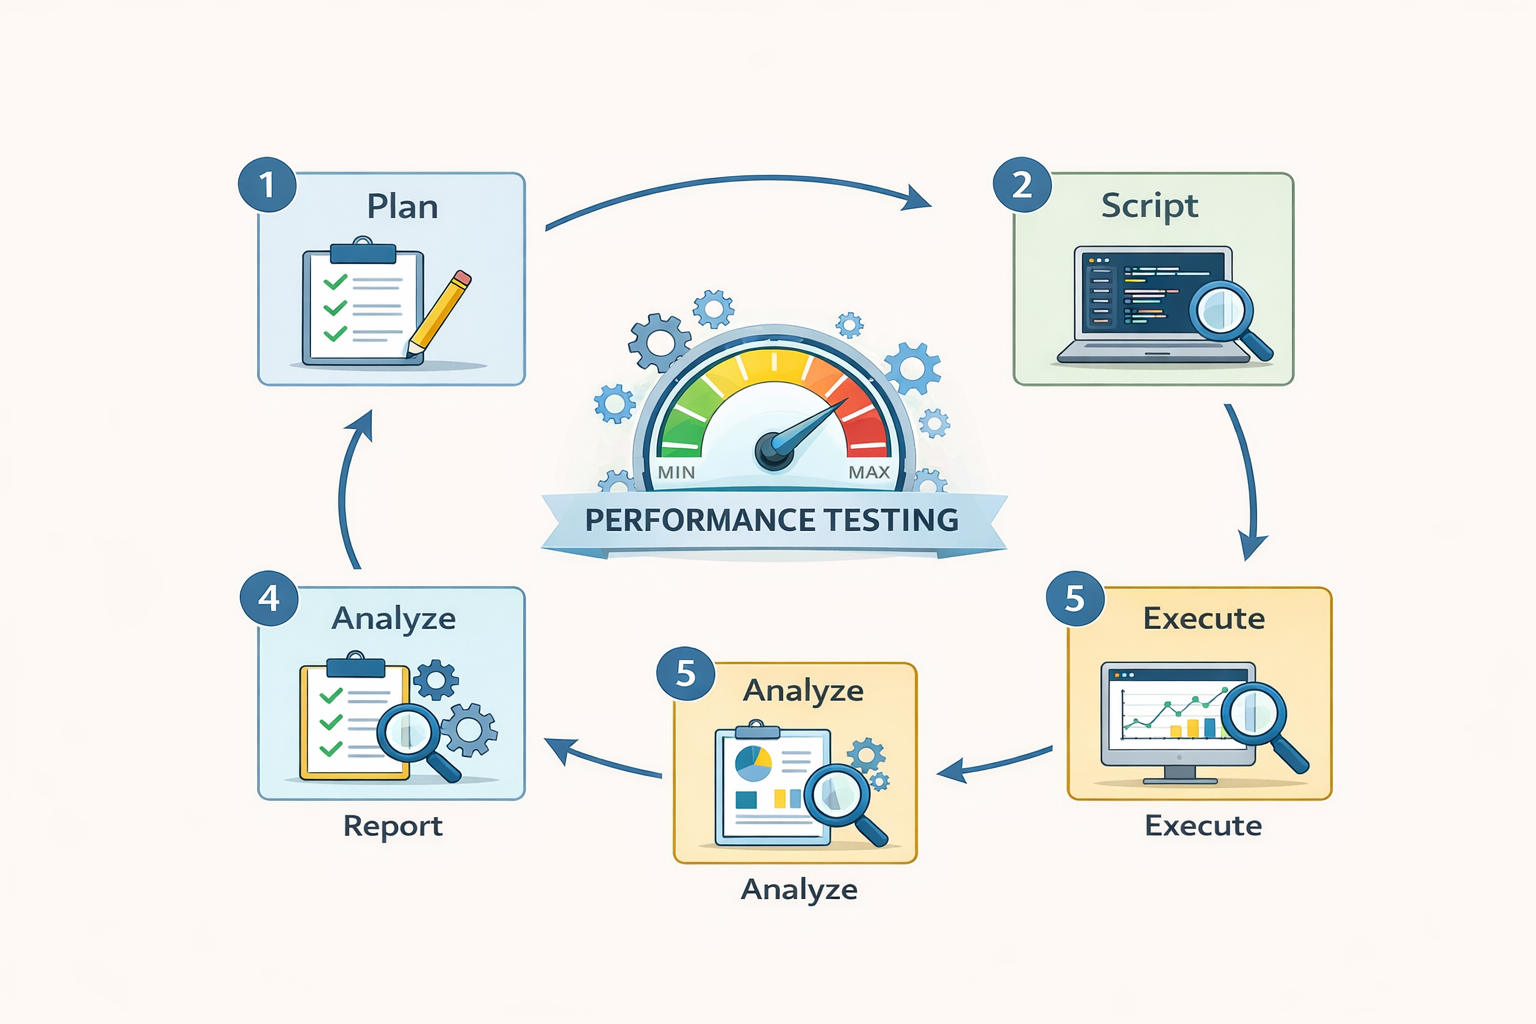 1
Plan
2
Script
MIN
MAX
PERFORMANCE TESTING
4
Analyze
Report
5
Analyze
Analyze
5
Execute
Execute